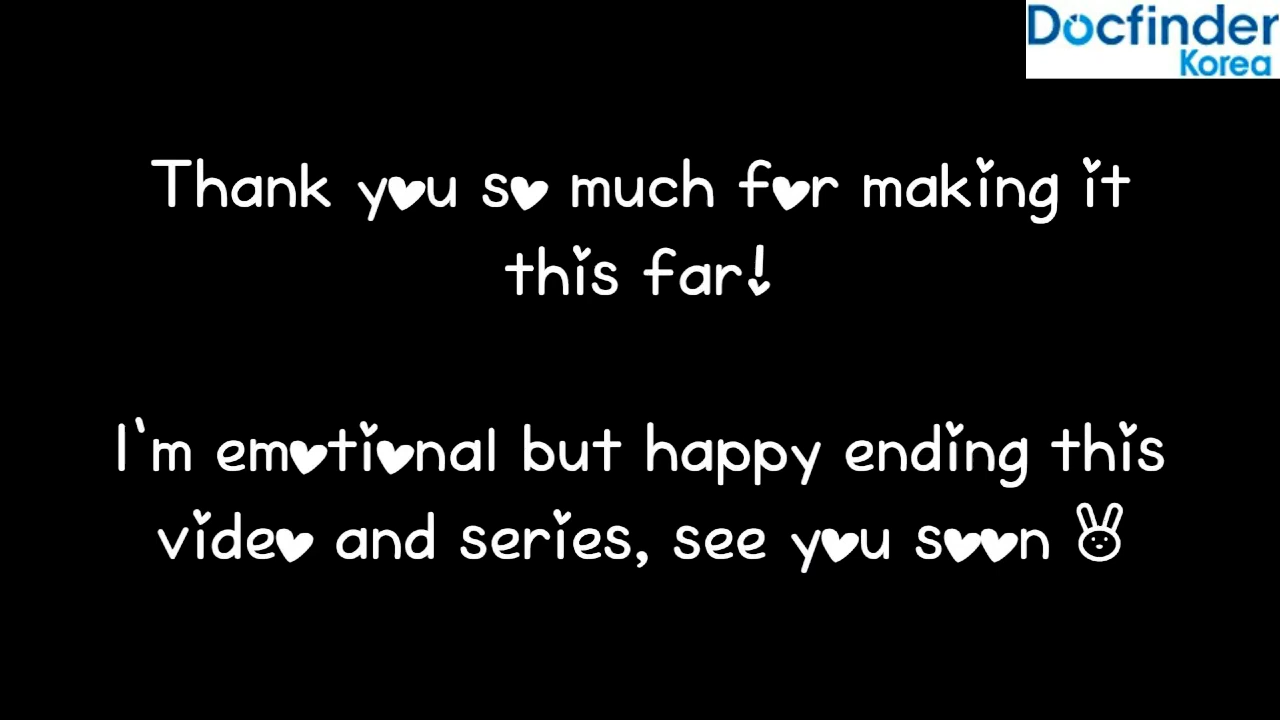 Docfinder
Korea
Thank you so much for making it
this far!
I'm emotional but happy ending this
video and series, see you soon